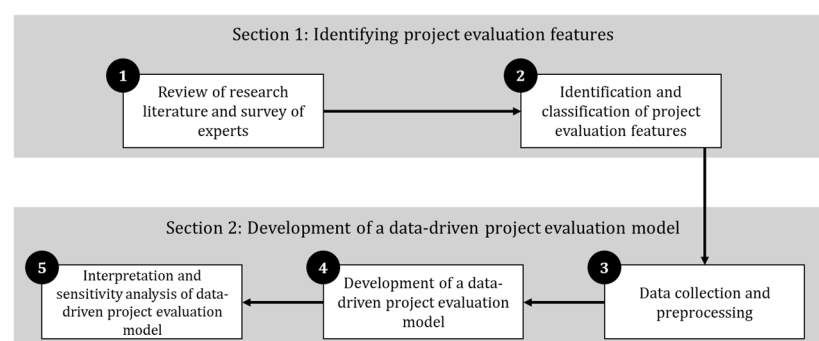 Section 1: Identifying project evaluation features
1
Review of research
literature and survey of
experts
2
Identification and
classification of project
evaluation features
Section 2: Development of a data-driven project evaluation model
3
Data collection and
preprocessing
4
Development of a data-
driven project evaluation
model
5
Interpretation and
sensitivity analysis of data-
driven project evaluation
model